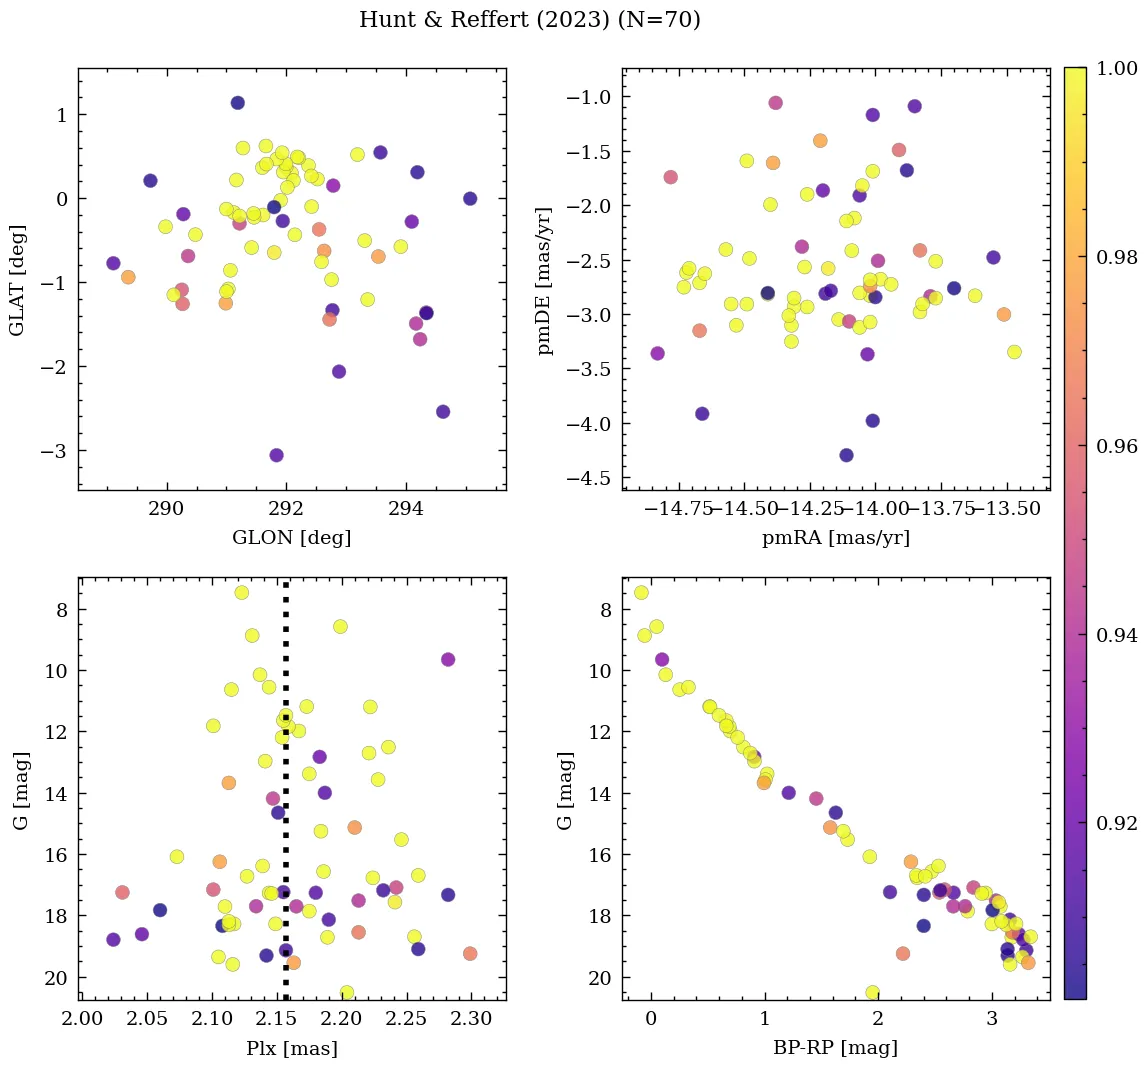 Hunt & Reffert (2023) (N=70)
1
0
−1
−2
−3
GLAT [deg]
290 292 294
GLON [deg]
−1.0
−1.5
−2.0
−2.5
−3.0
−3.5
−4.0
−4.5
pmDE [mas/yr]
−14.75 −14.50 −14.25 −14.00 −13.75 −13.50
pmRA [mas/yr]
8
10
12
14
16
18
20
G [mag]
2.00 2.05 2.10 2.15 2.20 2.25 2.30
Plx [mas]
8
10
12
14
16
18
20
G [mag]
0 1 2 3
BP-RP [mag]
1.00
0.98
0.96
0.94
0.92